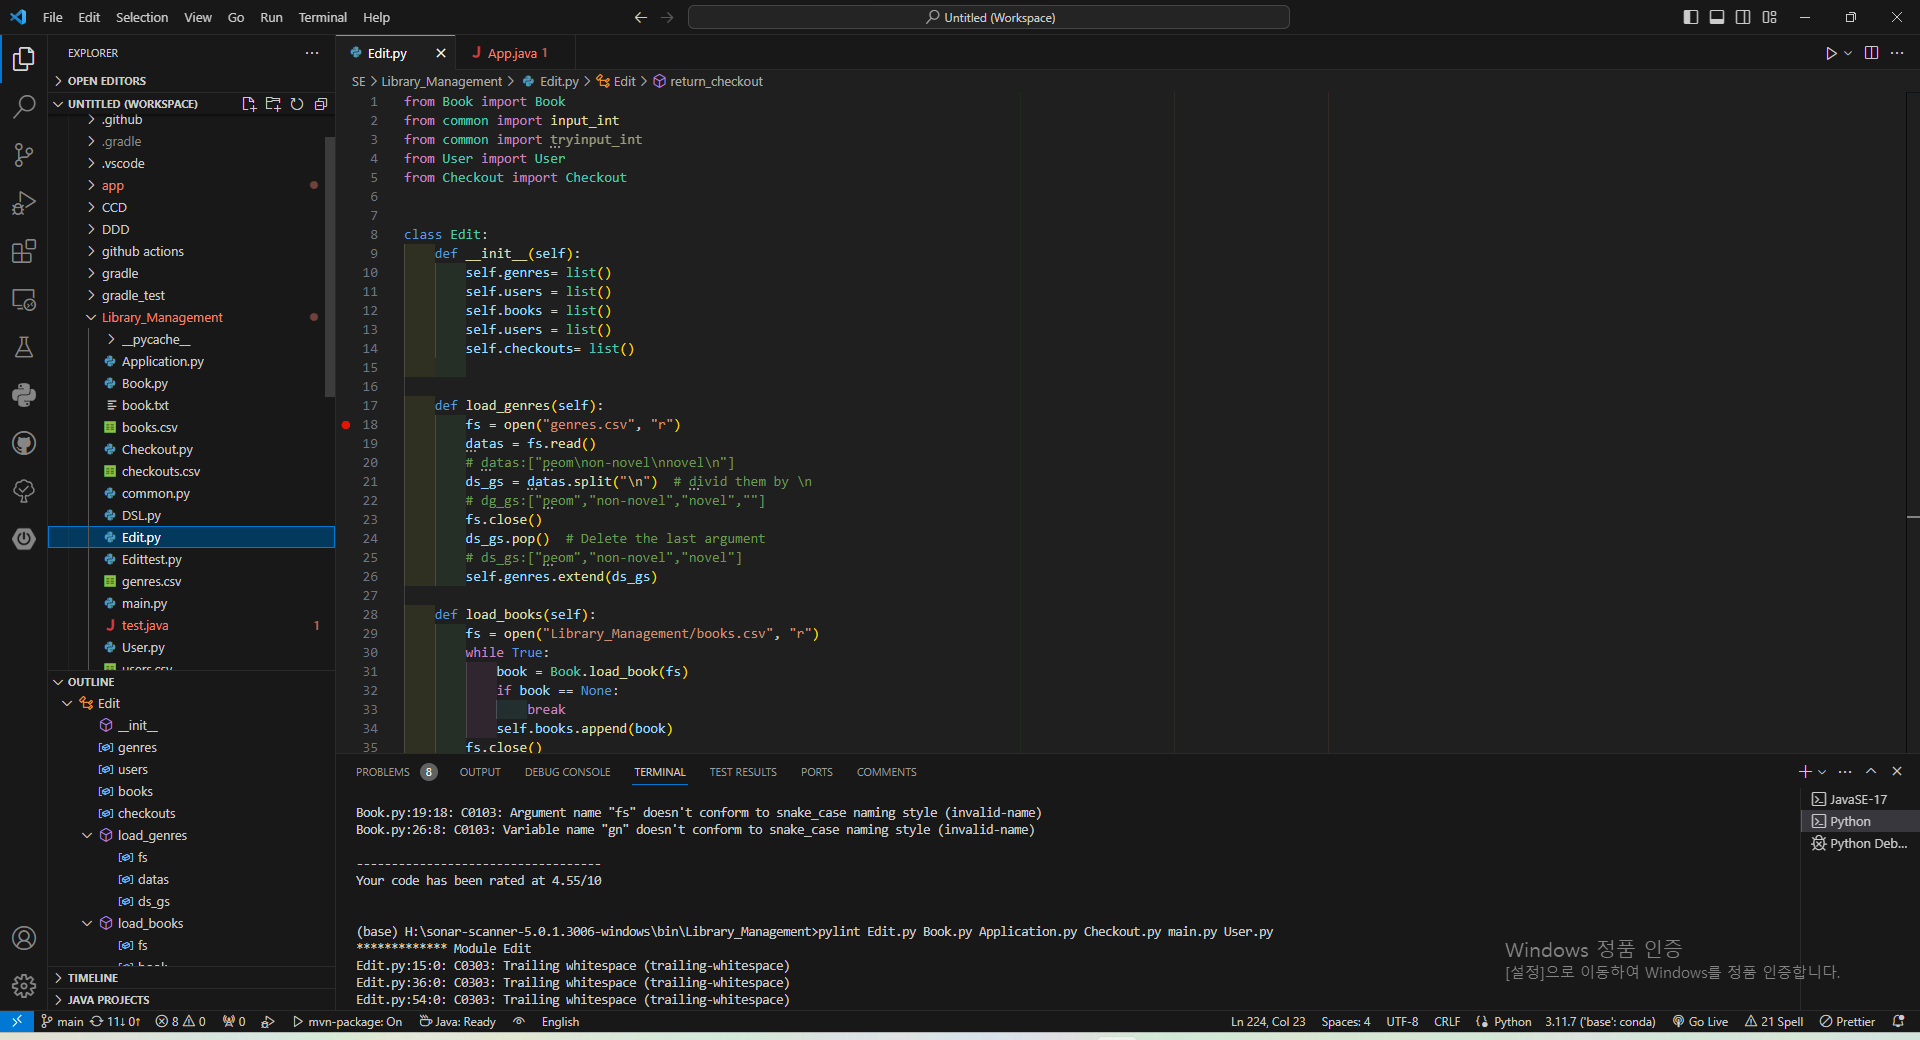 File Edit Selection View Go Run Terminal Help
Untitled (Workspace)
EXPLORER
OPEN EDITORS
UNTITLED (WORKSPACE)
.github
.gradle
.vscode
app
CCD
DDD
github actions
gradle
gradle_test
Library_Management
__pycache__
Application.py
Book.py
book.txt
books.csv
Checkout.py
checkouts.csv
common.py
DSL.py
Edit.py
Edittest.py
genres.csv
main.py
test.java 1
User.py
users.csv
OUTLINE
Edit
__init__
genres
users
books
checkouts
load_genres
fs
datas
ds_gs
load_books
fs
book
TIMELINE
JAVA PROJECTS
Edit.py
App.java 1
SE > Library_Management > Edit.py > Edit > return_checkout
1 from Book import Book
2 from common import input_int
3 from common import tryinput_int
4 from User import User
5 from Checkout import Checkout
6
7
8 class Edit:
9 def __init__(self):
10 self.genres= list()
11 self.users = list()
12 self.books = list()
13 self.users = list()
14 self.checkouts= list()
15
16
17 def load_genres(self):
18 fs = open("genres.csv", "r")
19 datas = fs.read()
20 # datas:["peom\non-novel\nnovel\n"]
21 ds_gs = datas.split("\n")  # divid them by \n
22 # dg_gs:["peom","non-novel","novel",""]
23 fs.close()
24 ds_gs.pop()  # Delete the last argument
25 # ds_gs:["peom","non-novel","novel"]
26 self.genres.extend(ds_gs)
27
28 def load_books(self):
29 fs = open("Library_Management/books.csv", "r")
30 while True:
31 book = Book.load_book(fs)
32 if book == None:
33 break
34 self.books.append(book)
35 fs.close()
PROBLEMS 8 OUTPUT DEBUG CONSOLE TERMINAL TEST RESULTS PORTS COMMENTS
Book.py:19:18: C0103: Argument name "fs" doesn't conform to snake_case naming style (invalid-name)
Book.py:26:8: C0103: Variable name "gn" doesn't conform to snake_case naming style (invalid-name)
-----------------------------------
Your code has been rated at 4.55/10
(base) H:\sonar-scanner-5.0.1.3006-windows\bin\Library_Management>pylint Edit.py Book.py Application.py Checkout.py main.py User.py
************* Module Edit
Edit.py:15:0: C0303: Trailing whitespace (trailing-whitespace)
Edit.py:36:0: C0303: Trailing whitespace (trailing-whitespace)
Edit.py:54:0: C0303: Trailing whitespace (trailing-whitespace)
JavaSE-17
Python
Python Deb...
Windows 정품 인증
[설정]으로 이동하여 Windows를 정품 인증합니다.
main 11↓ 0↑ 8 0 0 mvn-package: On Java: Ready English
Ln 224, Col 23 Spaces: 4 UTF-8 CRLF Python 3.11.7 ('base': conda) Go Live 21 Spell Prettier